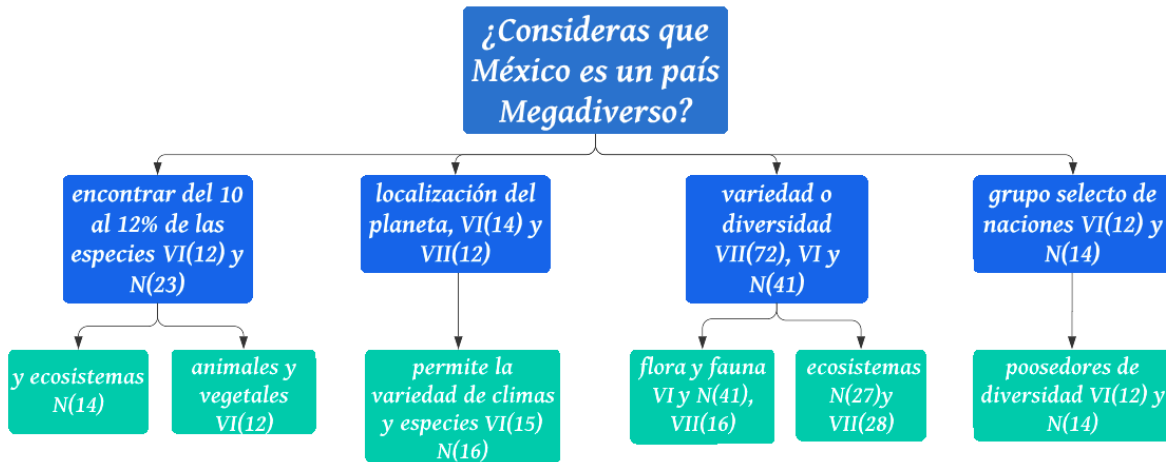 ¿Consideras que
México es un país
Megadiverso?
encontrar del 10
al 12% de las
especies VI(12) y
N(23)
localización del
planeta, VI(14) y
VII(12)
variedad o
diversidad
VII(72), VI y
N(41)
grupo selecto de
naciones VI(12) y
N(14)
y ecosistemas
N(14)
animales y
vegetales
VI(12)
permite la
variedad de climas
y especies VI(15)
N(16)
flora y fauna
VI y N(41),
VII(16)
ecosistemas
N(27)y
VII(28)
poosedores de
diversidad VI(12) y
N(14)